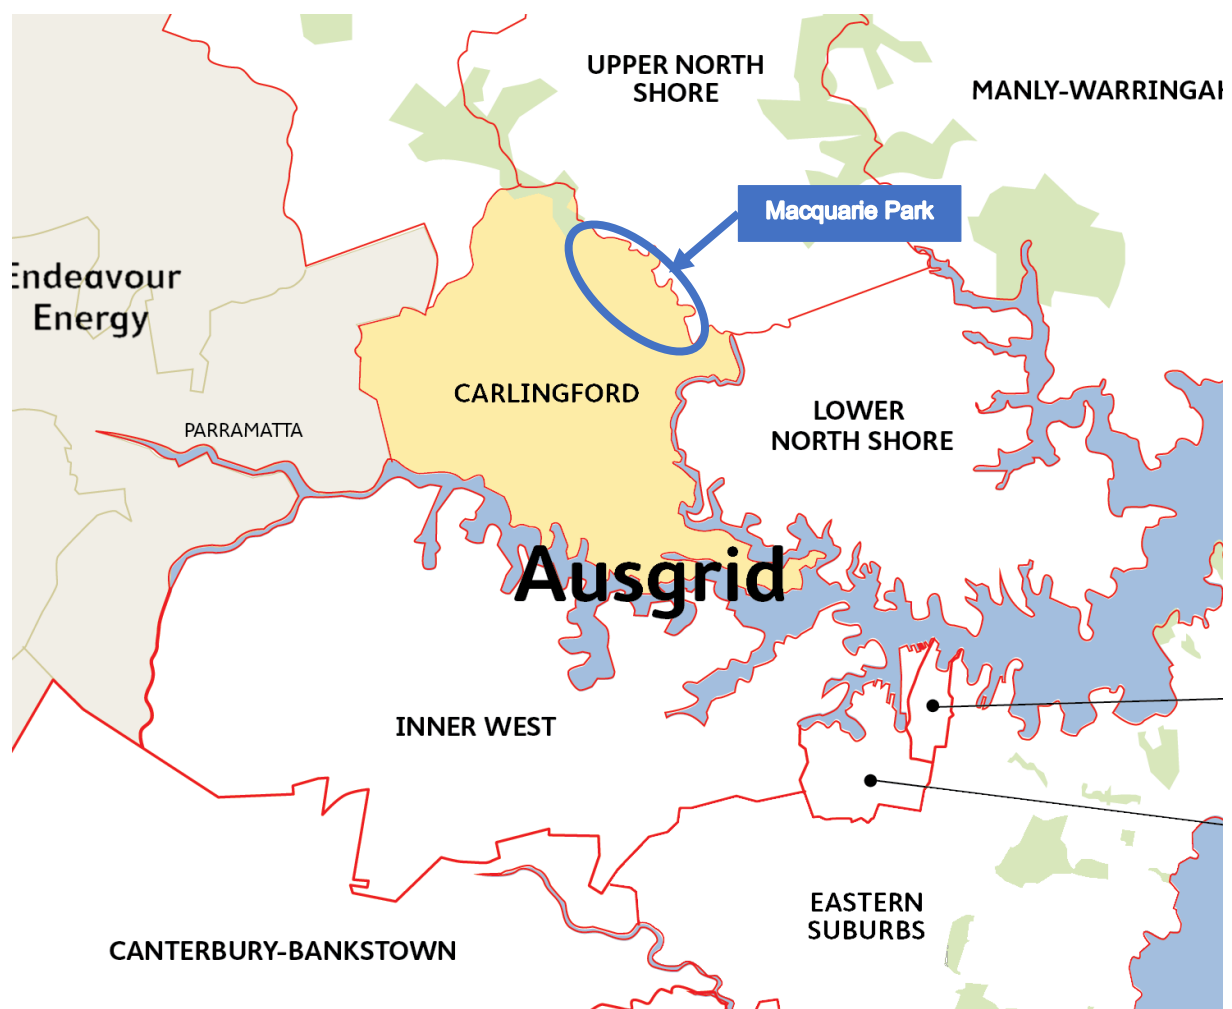 UPPER NORTH
SHORE
MANLY-WARRINGAH
Macquarie Park
Endeavour
Energy
CARLINGFORD
LOWER
NORTH SHORE
PARRAMATTA
Ausgrid
INNER WEST
EASTERN
SUBURBS
CANTERBURY-BANKSTOWN